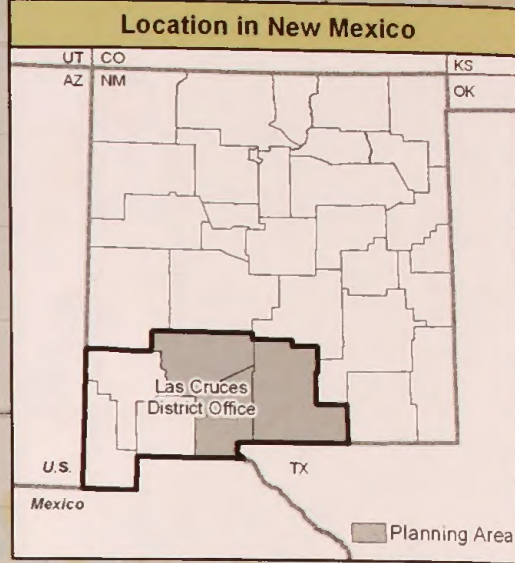 Location in New Mexico
UT CO KS
AZ NM OK
Las Cruces
District Office
U.S. TX
Mexico
Planning Area